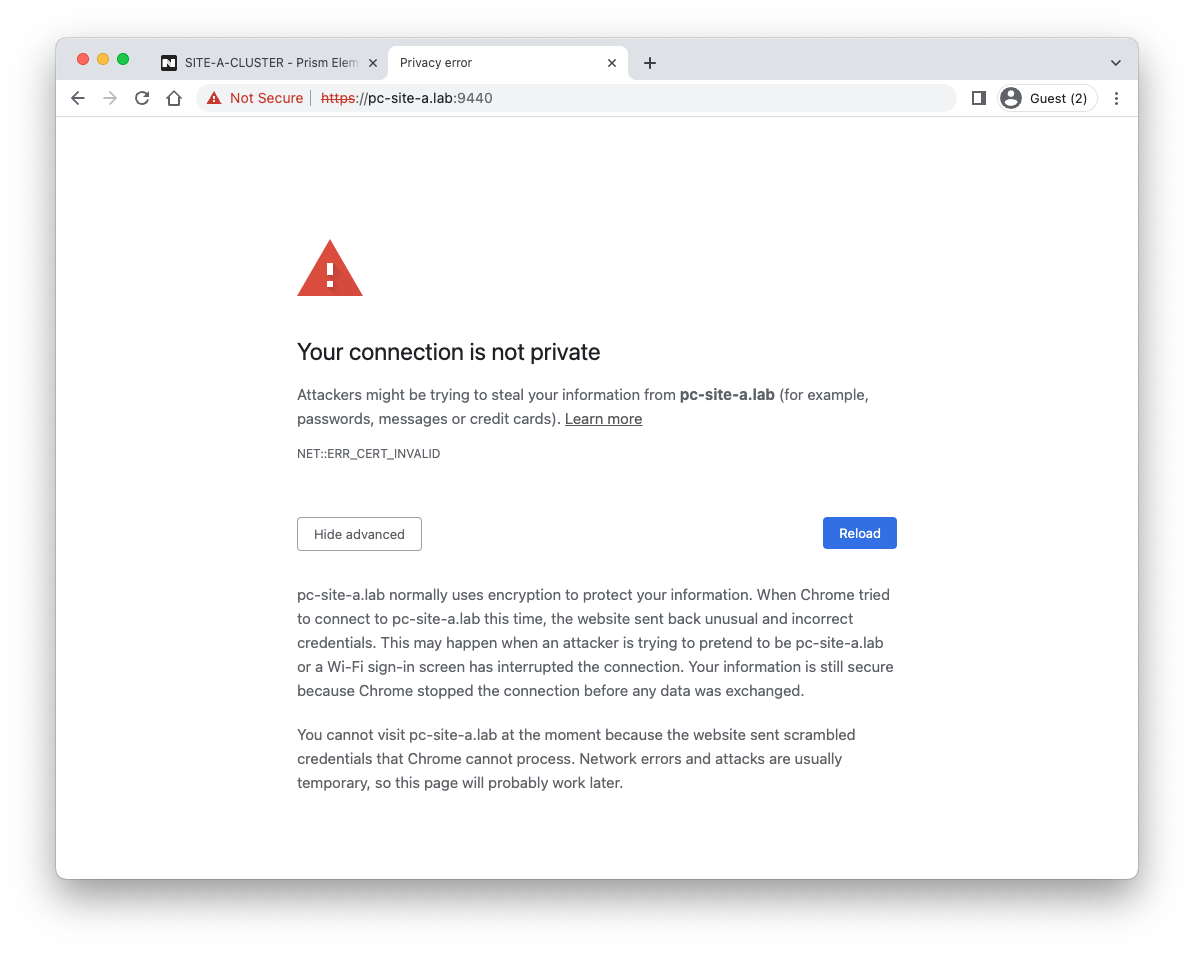 SITE-A-CLUSTER - Prism Elem
Privacy error
Not Secure
https://pc-site-a.lab:9440
Guest (2)
Your connection is not private
Attackers might be trying to steal your information from pc-site-a.lab (for example,
passwords, messages or credit cards). Learn more
NET::ERR_CERT_INVALID
Hide advanced
Reload
pc-site-a.lab normally uses encryption to protect your information. When Chrome tried
to connect to pc-site-a.lab this time, the website sent back unusual and incorrect
credentials. This may happen when an attacker is trying to pretend to be pc-site-a.lab
or a Wi-Fi sign-in screen has interrupted the connection. Your information is still secure
because Chrome stopped the connection before any data was exchanged.
You cannot visit pc-site-a.lab at the moment because the website sent scrambled
credentials that Chrome cannot process. Network errors and attacks are usually
temporary, so this page will probably work later.